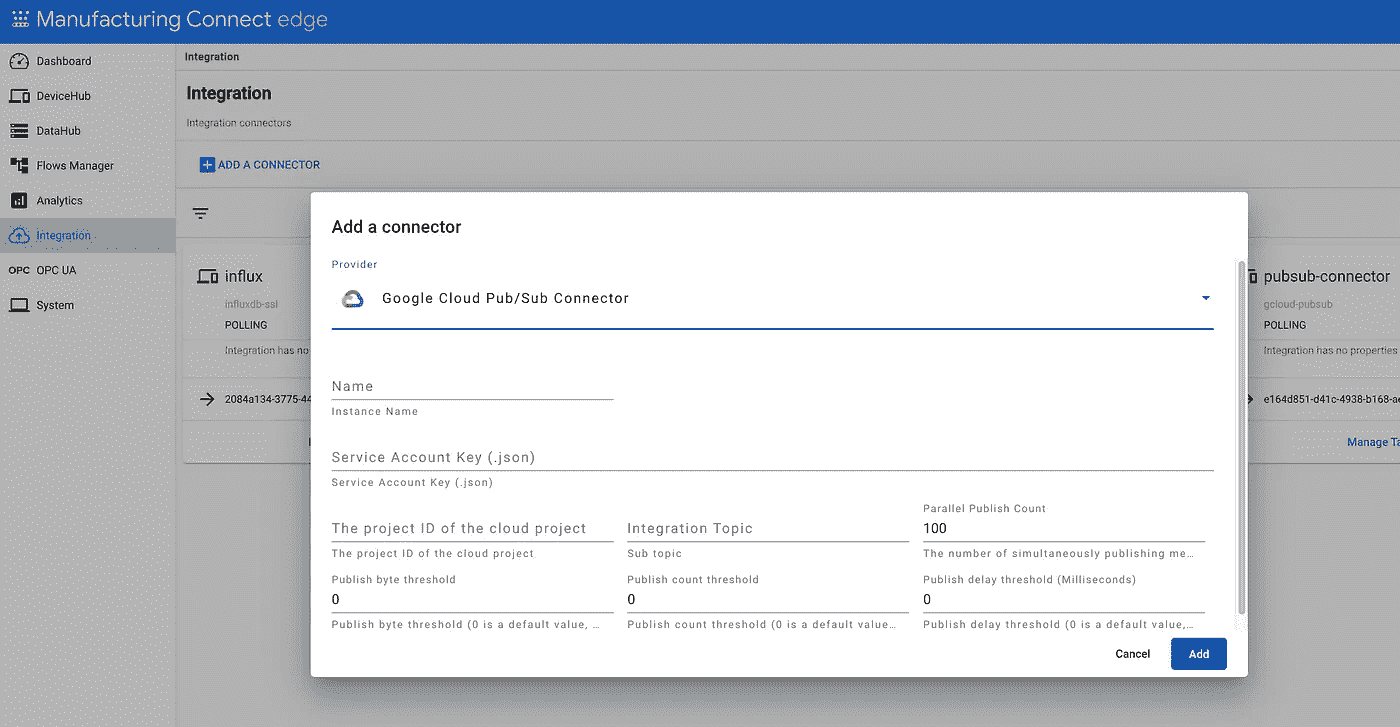 Manufacturing Connect edge
Dashboard
DeviceHub
DataHub
Flows Manager
Analytics
Integration
OPC OPC UA
System
Integration
Integration
Integration connectors
ADD A CONNECTOR
influx
influxdb-ssl
POLLING
Integration has no
2084a134-3775-44
Add a connector
Provider
Google Cloud Pub/Sub Connector
Name
Instance Name
Service Account Key (.json)
Service Account Key (.json)
The project ID of the cloud project
The project ID of the cloud project
Integration Topic
Sub topic
Parallel Publish Count
100
The number of simultaneously publishing me…
Publish byte threshold
0
Publish byte threshold (0 is a default value, …
Publish count threshold
0
Publish count threshold (0 is a default value…
Publish delay threshold (Milliseconds)
0
Publish delay threshold (0 is a default value,…
Cancel
Add
pubsub-connector
gcloud-pubsub
POLLING
Integration has no properties
e164d851-d41c-4938-b168-a
Manage Ta